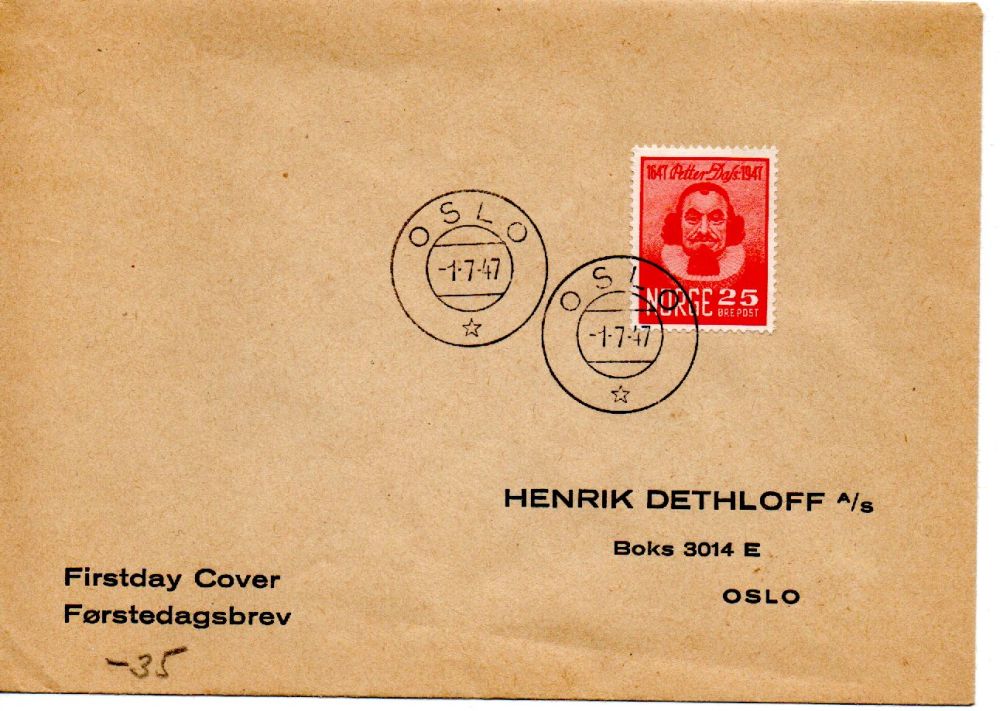 1647 Petter Dass. 1947
NORGE 25
ØRE POST
OSLO
-1-7-47
OSLO
-1-7-47
HENRIK DETHLOFF A/S
Boks 3014 E
OSLO
Firstday Cover
Førstedagsbrev
-35